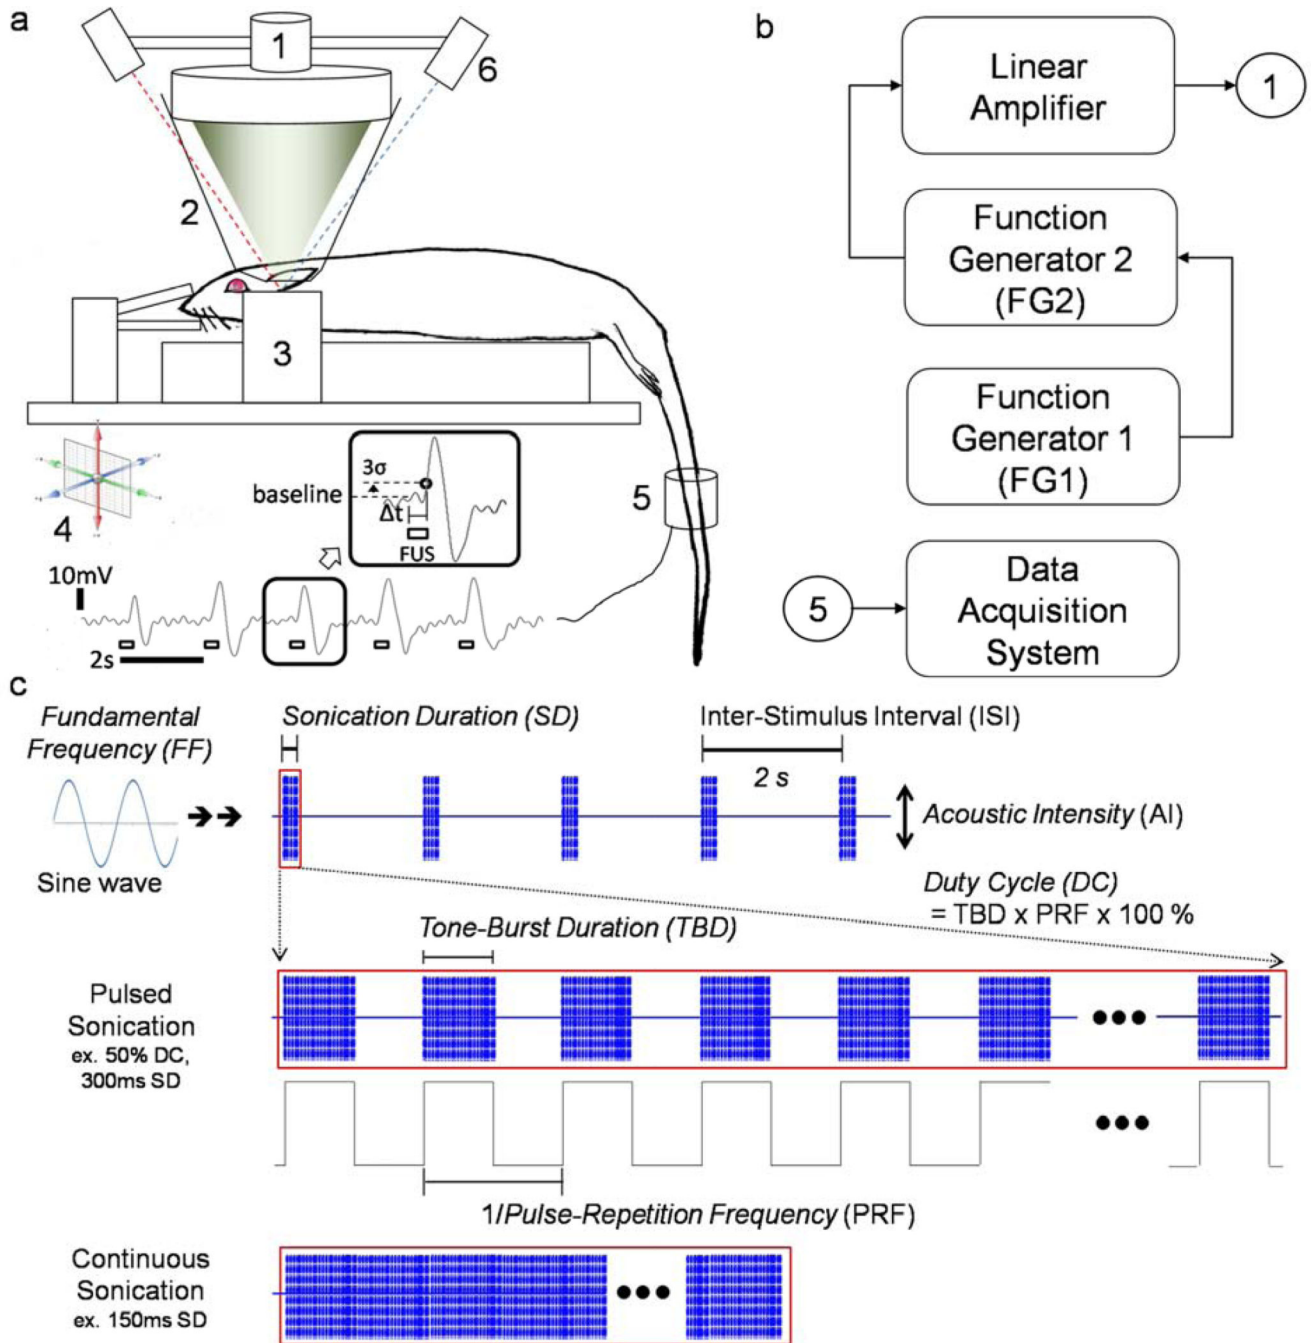 a
1
6
2
3
4
5
3σ
baseline
Δt
FUS
10mV
2s
b
Linear
Amplifier
1
Function
Generator 2
(FG2)
Function
Generator 1
(FG1)
5
Data
Acquisition
System
c
Fundamental
Frequency (FF)
Sine wave
Sonication Duration (SD)
Inter-Stimulus Interval (ISI)
2 s
Acoustic Intensity (AI)
Duty Cycle (DC)
= TBD x PRF x 100 %
Tone-Burst Duration (TBD)
Pulsed
Sonication
ex. 50% DC,
300ms SD
1/Pulse-Repetition Frequency (PRF)
Continuous
Sonication
ex. 150ms SD